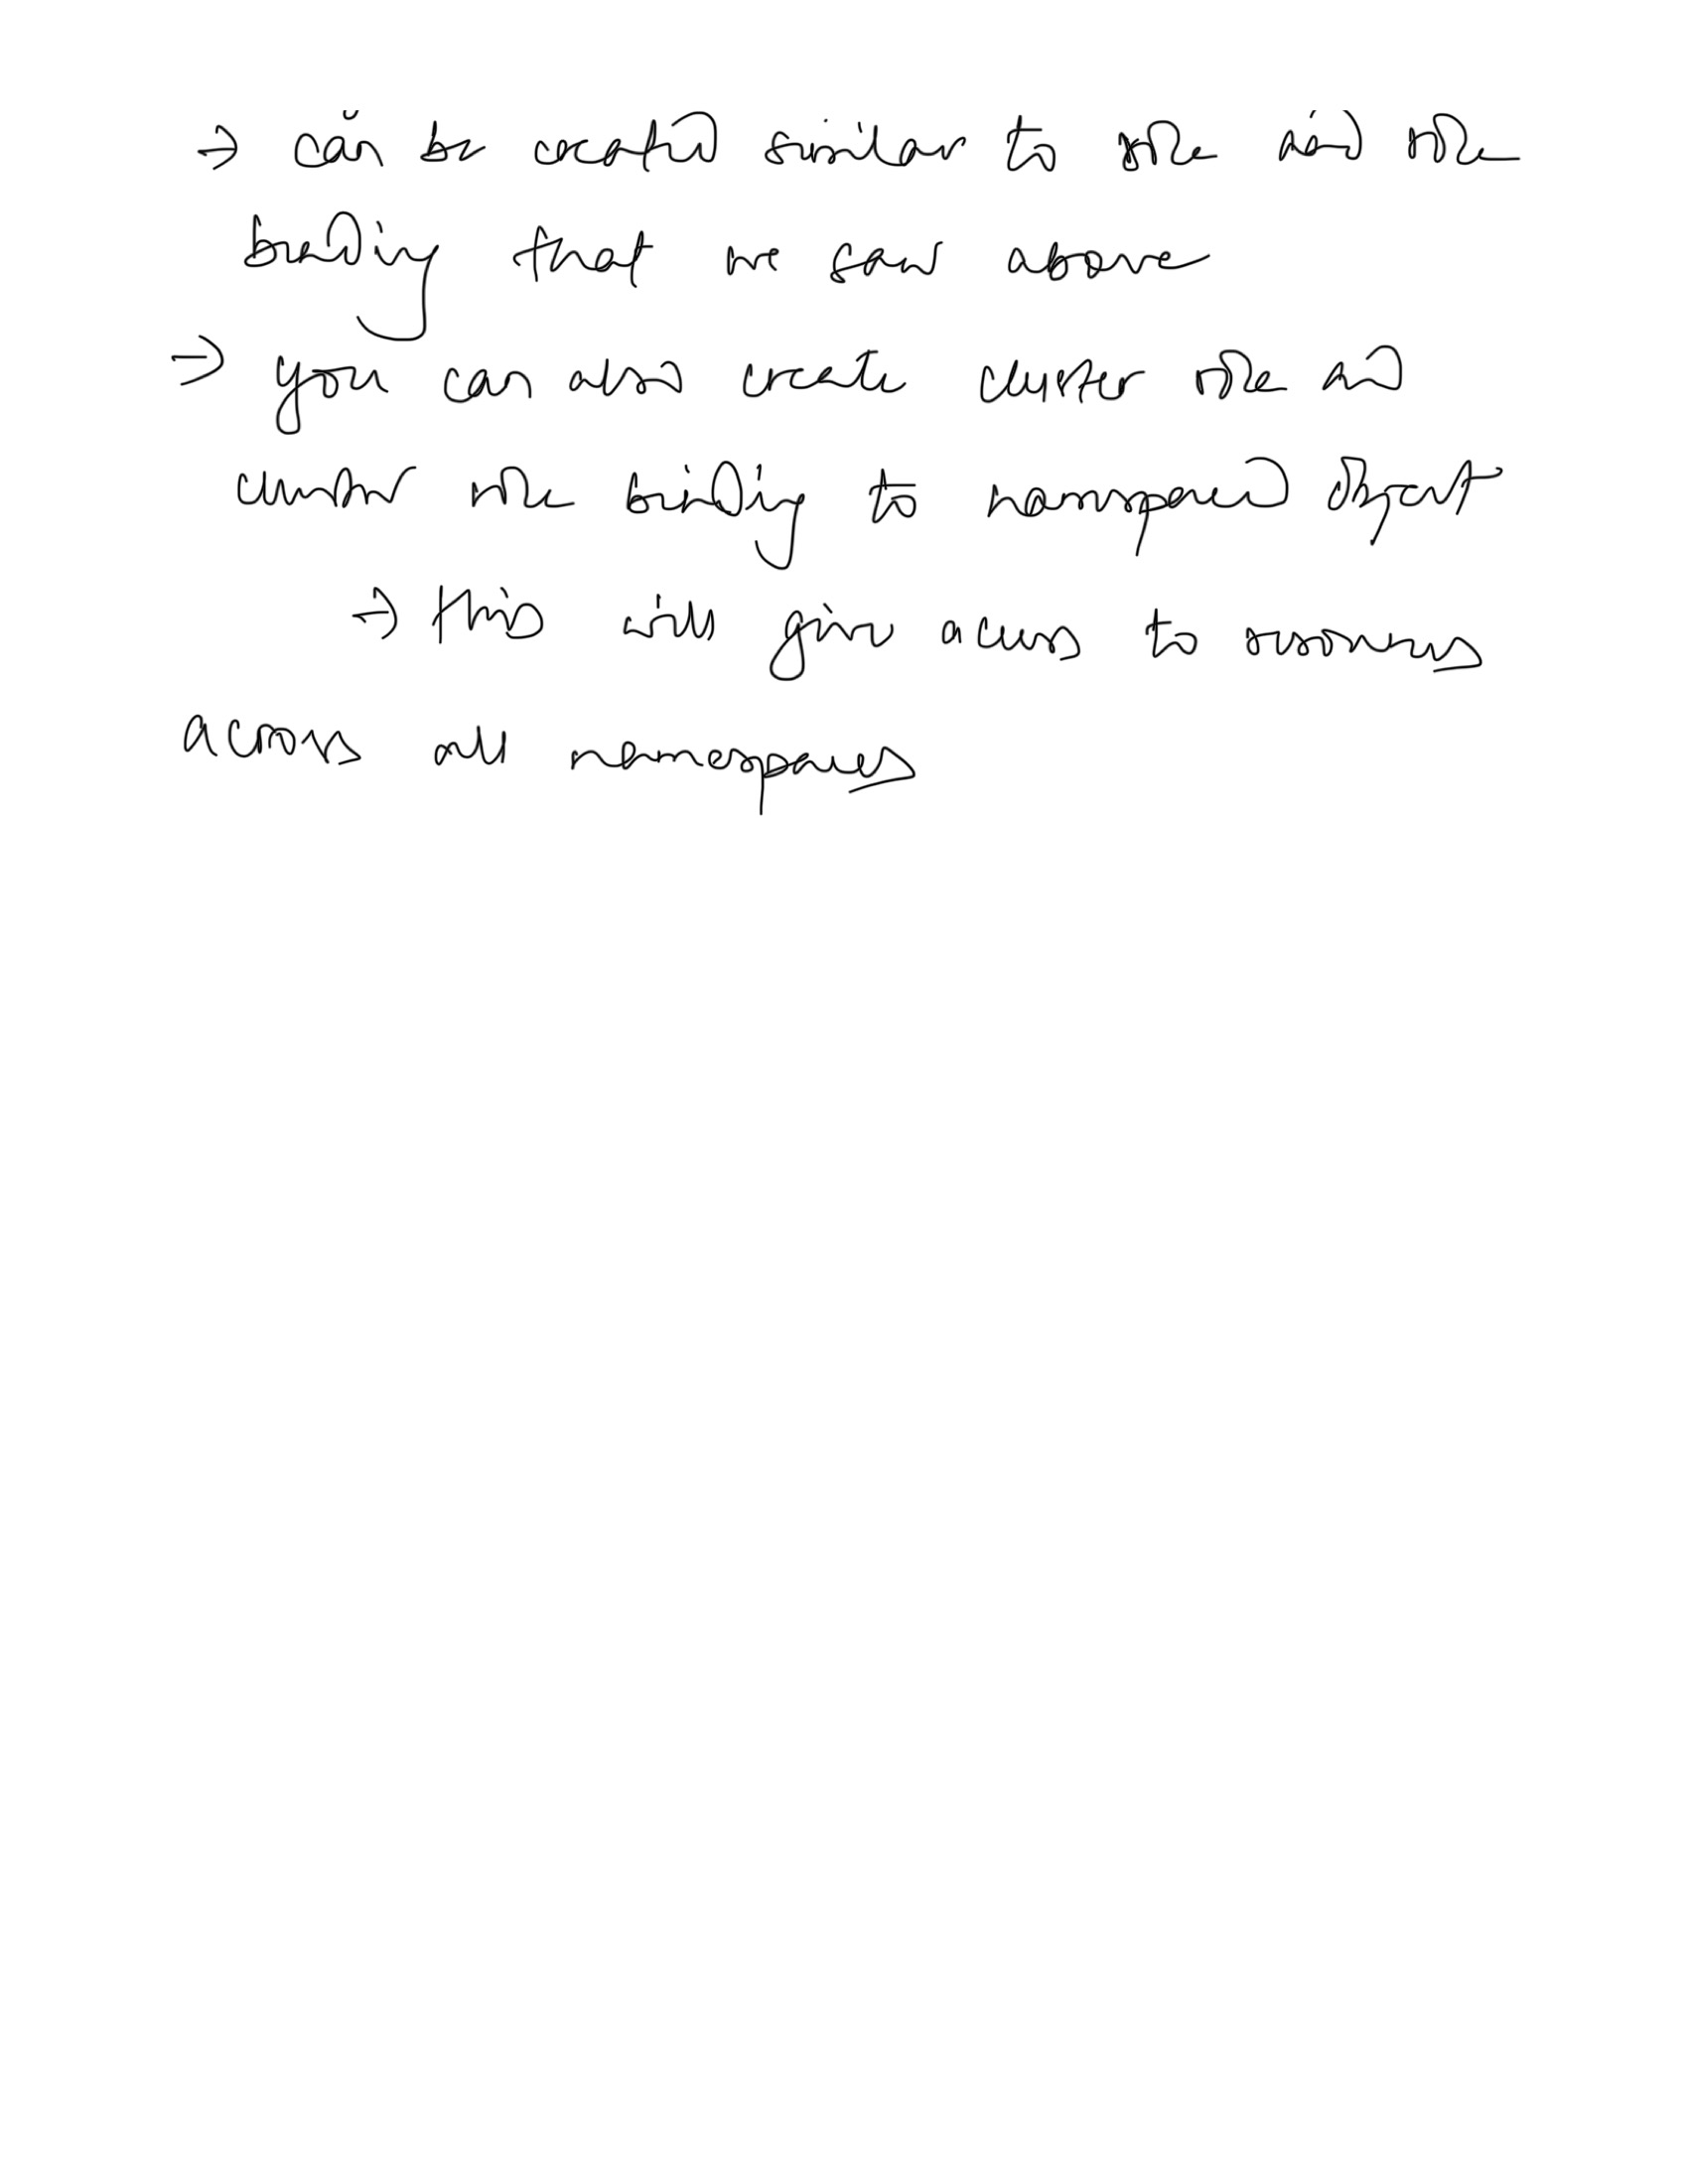 → can be created similar to role and role
binding that we saw above
→ you can also create cluster role and
cluster role binding to namespaced object
→ this will give access to resources
across all namespaces